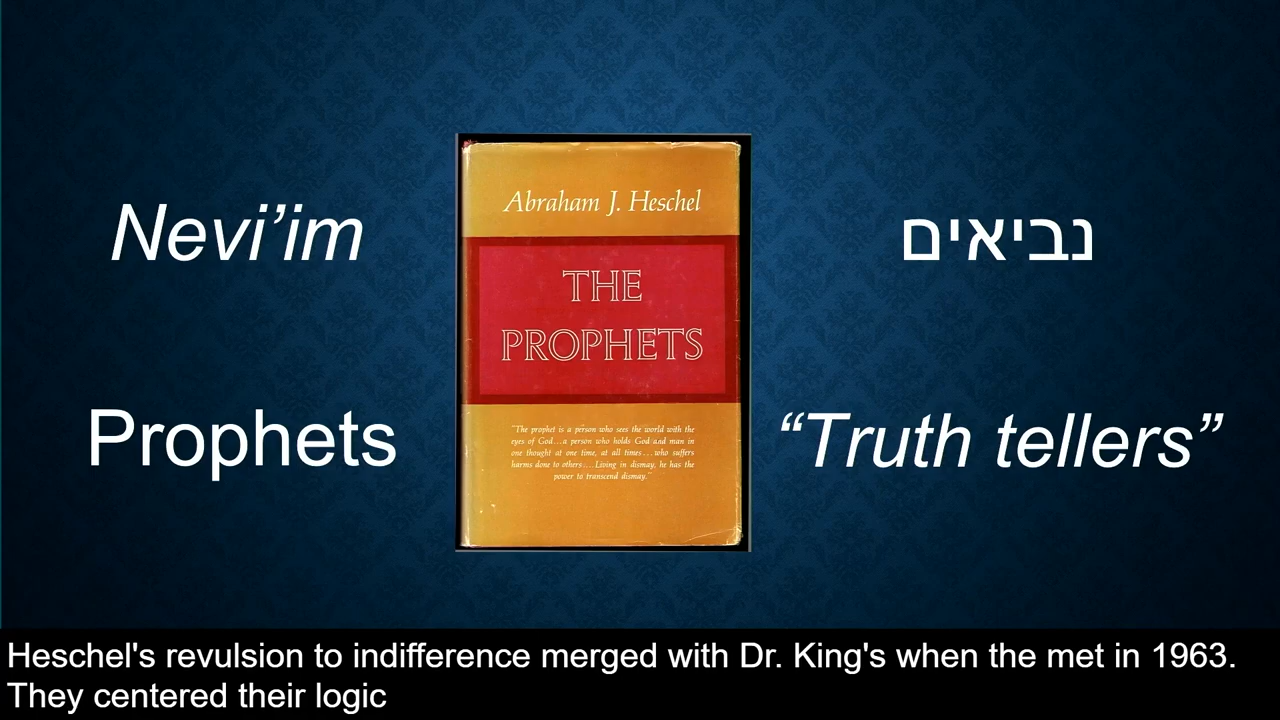 Nevi’im
נביאים
Abraham J. Heschel
THE
PROPHETS
Prophets
“Truth tellers”
"The prophet is a person who sees the world with the
eyes of God...a person who holds God and man in
one thought at one time, at all times...who suffers
harms done to others....Living in dismay, he has the
power to transcend dismay."
Heschel's revulsion to indifference merged with Dr. King's when the met in 1963.
They centered their logic